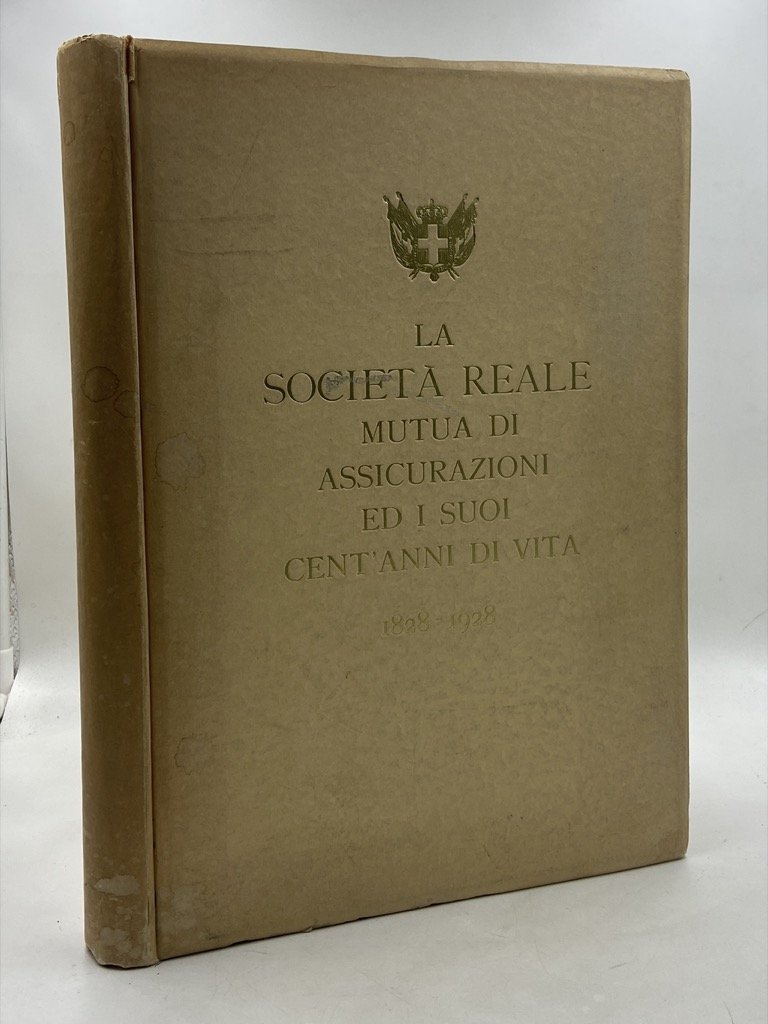 LA
SOCIETÀ REALE
MUTUA DI
ASSICURAZIONI
ED I SUOI
CENT'ANNI DI VITA
1828-1928